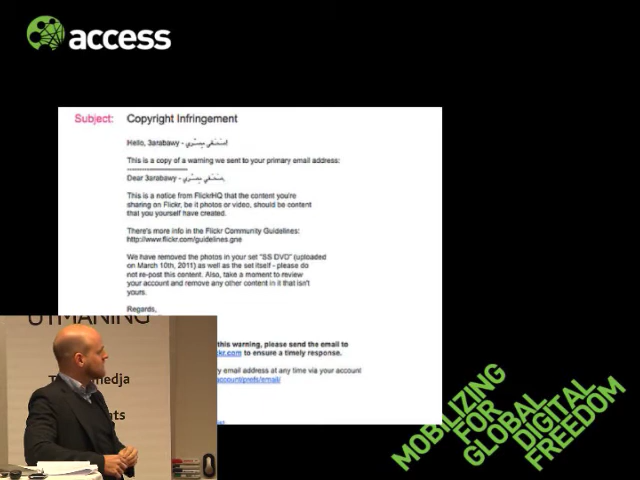 access
Subject: Copyright Infringement
Hello, 3arabawy -
This is a copy of a warning we sent to your primary email address:
--------------------
Dear 3arabawy -
This is a notice from FlickrHQ that the content you're
sharing on Flickr, be it photos or video, should be content
that you yourself have created.
There's more info in the Flickr Community Guidelines:
http://www.flickr.com/guidelines.gne
We have removed the photos in your set "SS DVD" (uploaded
on March 10th, 2011) as well as the set itself - please do
not re-post this content. Also, take a moment to review
your account and remove any other content in it that isn't
yours.
Regards,
this warning, please send the email to
ckr.com to ensure a timely response.
ry email address at any time via your account
account/prefs/email/
UTMANING
T media
nts
MOBILIZING
FOR
GLOBAL
DIGITAL
FREEDOM